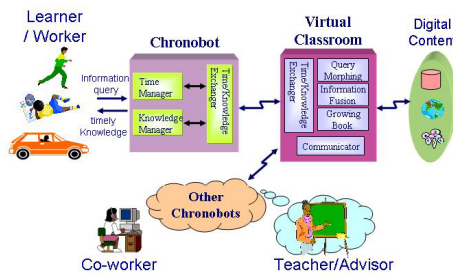 Learner
/ Worker
Chronobot
Virtual
Classroom
Digital
Content
Information
query
timely
Knowledge
Time
Manager
Knowledge
Manager
Time/Knowledge
Exchanger
Time/Knowledge
Exchanger
Query
Morphing
Information
Fusion
Growing
Book
Communicator
Other
Chronobots
Co-worker
Teacher/Advisor